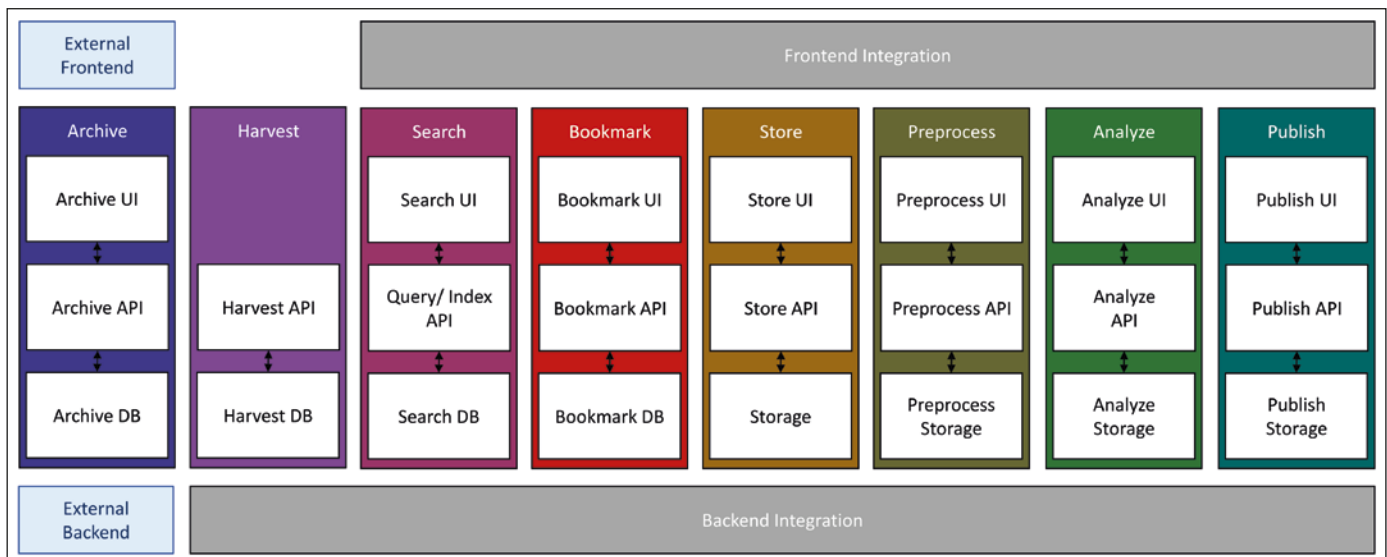 External
Frontend
Frontend Integration
Archive
Harvest
Search
Bookmark
Store
Preprocess
Analyze
Publish
Archive UI
Search UI
Bookmark UI
Store UI
Preprocess UI
Analyze UI
Publish UI
Archive API
Harvest API
Query/ Index
API
Bookmark API
Store API
Preprocess API
Analyze
API
Publish API
Archive DB
Harvest DB
Search DB
Bookmark DB
Storage
Preprocess
Storage
Analyze
Storage
Publish
Storage
External
Backend
Backend Integration